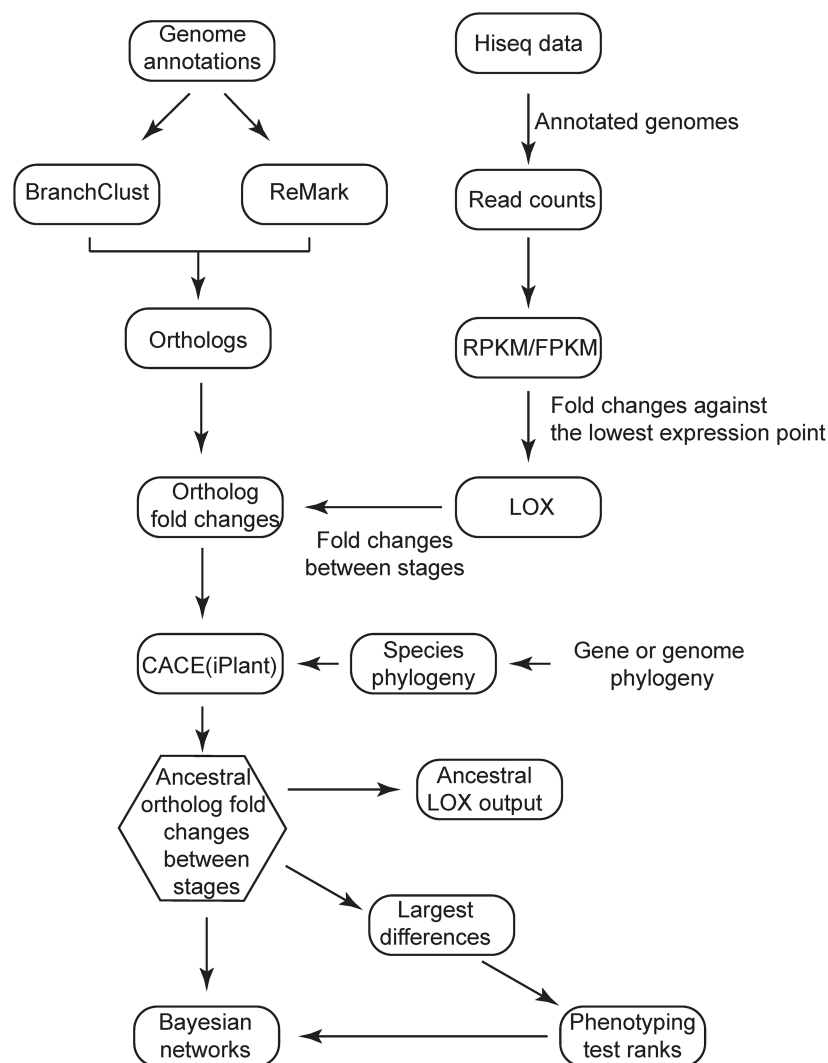 Genome
annotations
Hiseq data
Annotated genomes
BranchClust
ReMark
Read counts
Orthologs
RPKM/FPKM
Fold changes against
the lowest expression point
Ortholog
fold changes
LOX
Fold changes
between stages
CACE(iPlant)
Species
phylogeny
Gene or genome
phylogeny
Ancestral
ortholog fold
changes
between
stages
Ancestral
LOX output
Largest
differences
Bayesian
networks
Phenotyping
test ranks